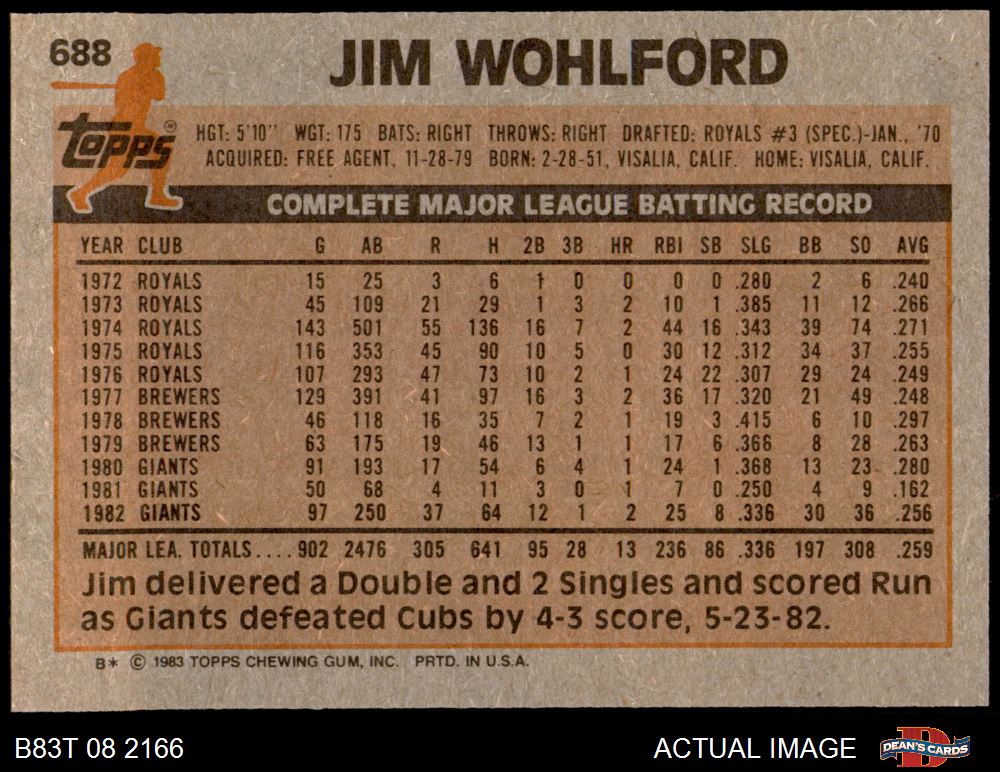 688 JIM WOHLFORD
Topps®
HGT: 5'10" WGT: 175 BATS: RIGHT THROWS: RIGHT DRAFTED: ROYALS #3 (SPEC.)-JAN., '70
ACQUIRED: FREE AGENT, 11-28-79 BORN: 2-28-51, VISALIA, CALIF. HOME: VISALIA, CALIF.
COMPLETE MAJOR LEAGUE BATTING RECORD
YEAR CLUB G AB R H 2B 3B HR RBI SB SLG BB SO AVG
1972 ROYALS 15 25 3 6 1 0 0 0 0 .280 2 6 .240
1973 ROYALS 45 109 21 29 1 3 2 10 1 .385 11 12 .266
1974 ROYALS 143 501 55 136 16 7 2 44 16 .343 39 74 .271
1975 ROYALS 116 353 45 90 10 5 0 30 12 .312 34 37 .255
1976 ROYALS 107 293 47 73 10 2 1 24 22 .307 29 24 .249
1977 BREWERS 129 391 41 97 16 3 2 36 17 .320 21 49 .248
1978 BREWERS 46 118 16 35 7 2 1 19 3 .415 6 10 .297
1979 BREWERS 63 175 19 46 13 1 1 17 6 .366 8 28 .263
1980 GIANTS 91 193 17 54 6 4 1 24 1 .368 13 23 .280
1981 GIANTS 50 68 4 11 3 0 1 7 0 .250 4 9 .162
1982 GIANTS 97 250 37 64 12 1 2 25 8 .336 30 36 .256
MAJOR LEA. TOTALS.... 902 2476 305 641 95 28 13 236 86 .336 197 308 .259
Jim delivered a Double and 2 Singles and scored Run
as Giants defeated Cubs by 4-3 score, 5-23-82.
B* © 1983 TOPPS CHEWING GUM, INC. PRTD. IN U.S.A.
B83T 08 2166 ACTUAL IMAGE DEAN'S CARDS